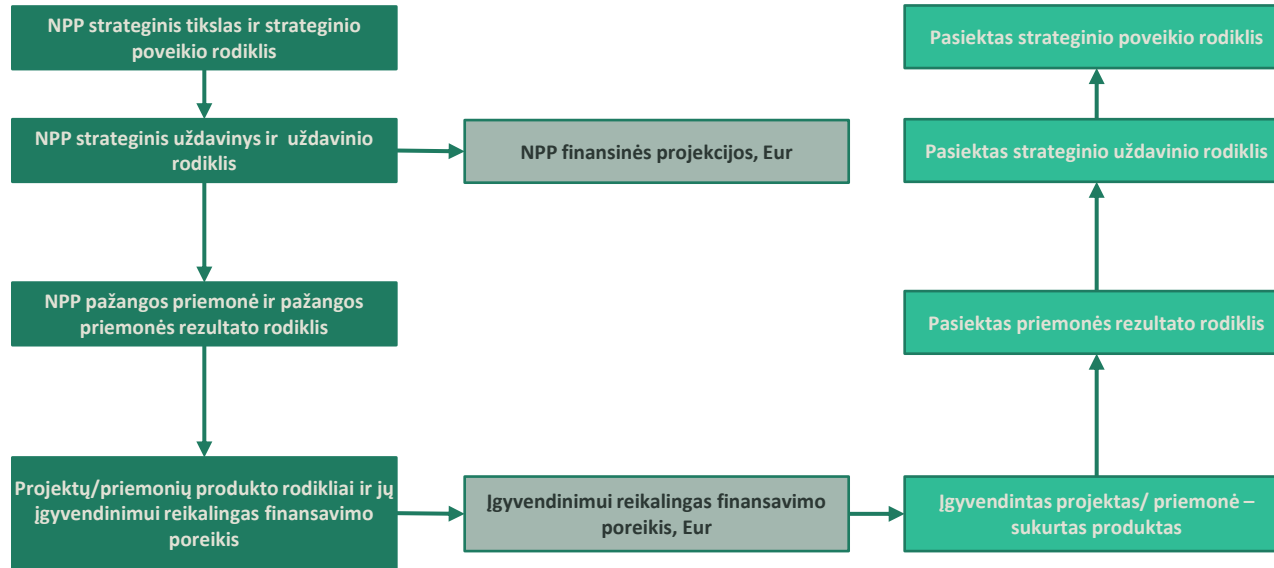 NPP strateginis tikslas ir strateginio
poveikio rodiklis
NPP strateginis uždavinys ir uždavinio
rodiklis
NPP pažangos priemonė ir pažangos
priemonės rezultato rodiklis
Projektų/priemonių produkto rodikliai ir jų
įgyvendinimui reikalingas finansavimo
poreikis
NPP finansinės projekcijos, Eur
Įgyvendinimui reikalingas finansavimo
poreikis, Eur
Pasiektas strateginio poveikio rodiklis
Pasiektas strateginio uždavinio rodiklis
Pasiektas priemonės rezultato rodiklis
Įgyvendintas projektas/ priemonė –
sukurtas produktas